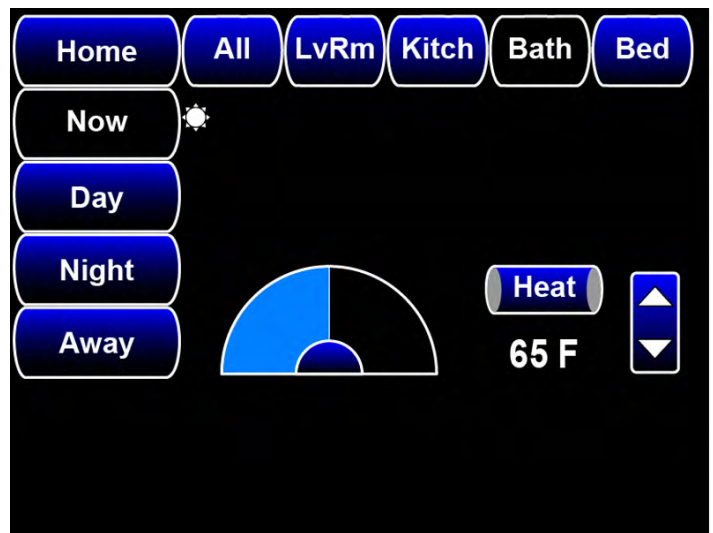 Home All LvRm Kitch Bath Bed
Now
Day
Night
Heat
Away
65 F